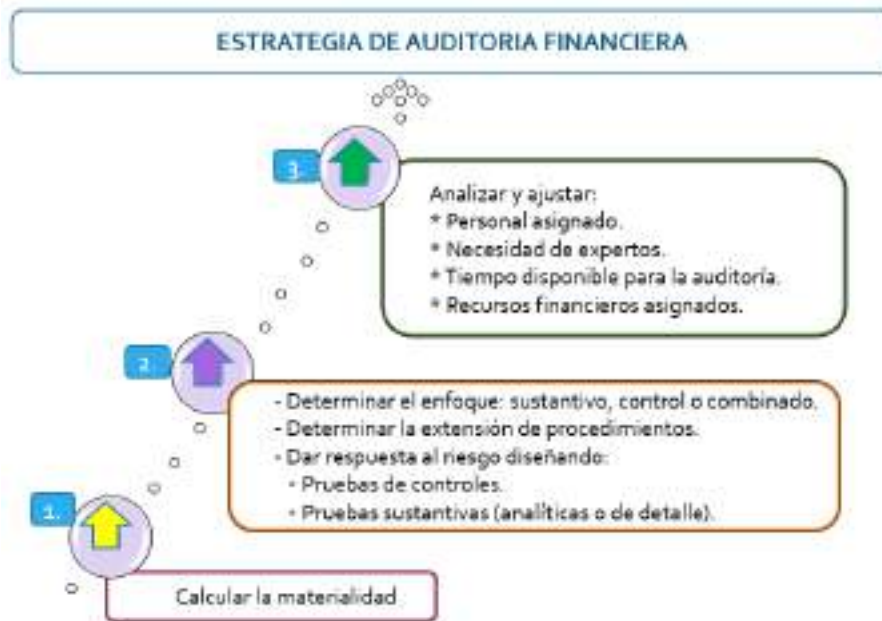 ESTRATEGIA DE AUDITORIA FINANCIERA
3.
Analizar y ajustar:
* Personal asignado.
* Necesidad de expertos.
* Tiempo disponible para la auditoría.
* Recursos financieros asignados.
2.
- Determinar el enfoque: sustantivo, control o combinado.
- Determinar la extensión de procedimientos.
- Dar respuesta al riesgo diseñando:
- Pruebas de controles.
- Pruebas sustantivas (analíticas o de detalle).
1.
Calcular la materialidad